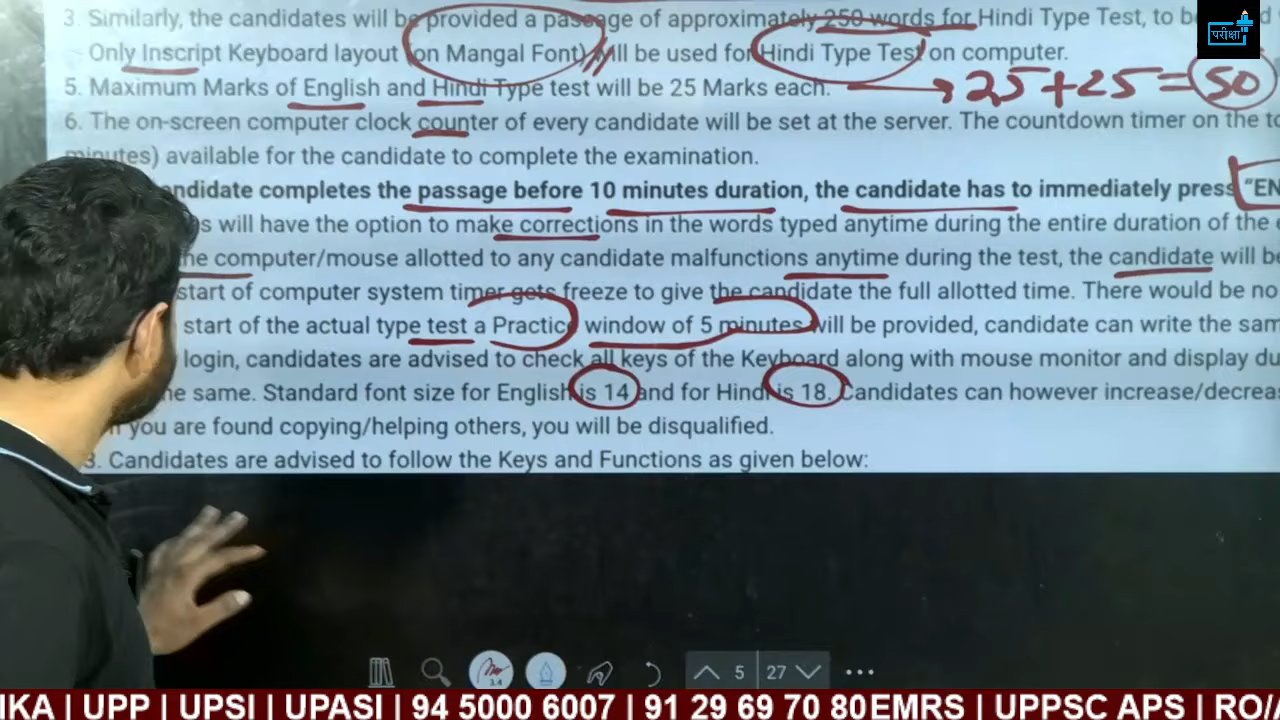 3. Similarly, the candidates will be provided a passage of approximately 250 words for Hindi Type Test, to be
परीक्षा
Only Inscript Keyboard layout (on Mangal Font) will be used for Hindi Type Test on computer.
5. Maximum Marks of English and Hindi Type test will be 25 Marks each. → 25+25=50
6. The on-screen computer clock counter of every candidate will be set at the server. The countdown timer on the to
minutes) available for the candidate to complete the examination.
ndidate completes the passage before 10 minutes duration, the candidate has to immediately press "EN
s will have the option to make corrections in the words typed anytime during the entire duration of the
he computer/mouse allotted to any candidate malfunctions anytime during the test, the candidate will be
start of computer system timer gets freeze to give the candidate the full allotted time. There would be no
start of the actual type test a Practice window of 5 minutes will be provided, candidate can write the sam
login, candidates are advised to check all keys of the Keyboard along with mouse monitor and display du
he same. Standard font size for English is 14 and for Hindi is 18. Candidates can however increase/decrea
you are found copying/helping others, you will be disqualified.
3. Candidates are advised to follow the Keys and Functions as given below:
3.4
5 27
IKA | UPP | UPSI | UPASI | 94 5000 6007 | 91 29 69 70 80 EMRS | UPPSC APS | RO/A